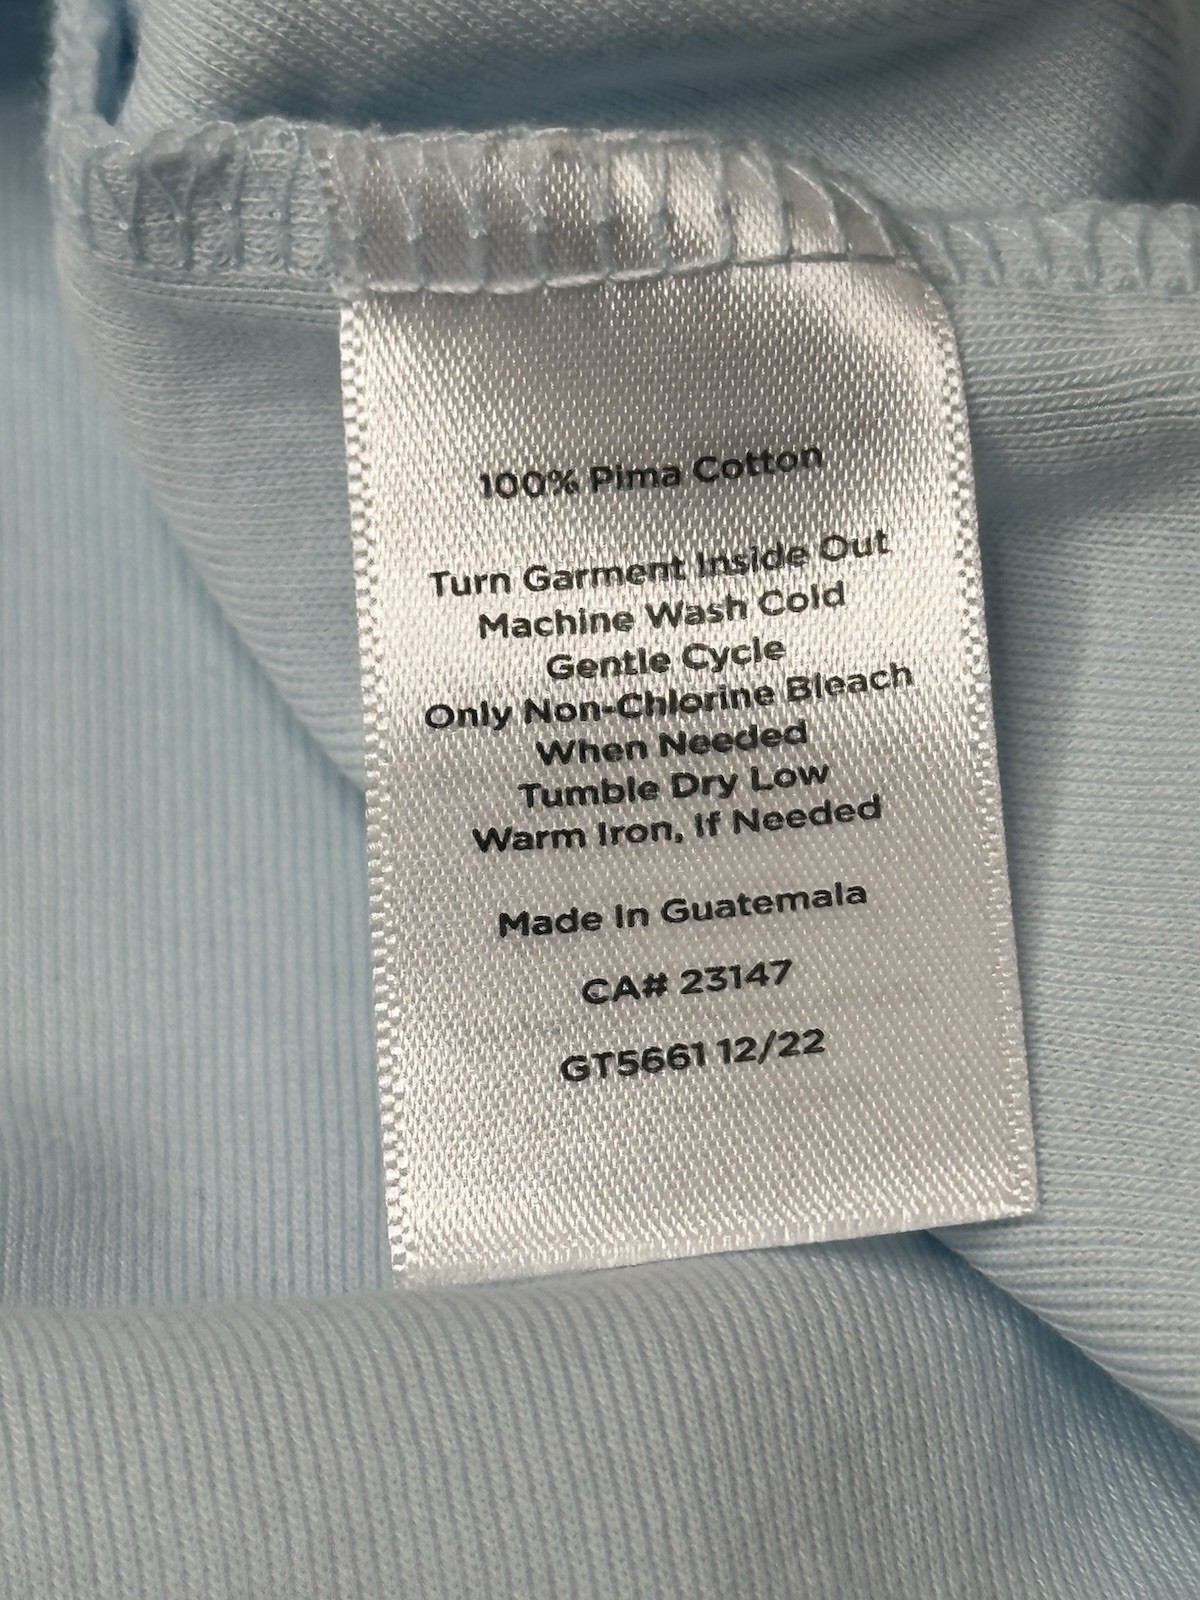 100% Pima Cotton
Turn Garment Inside Out
Machine Wash Cold
Gentle Cycle
Only Non-Chlorine Bleach
When Needed
Tumble Dry Low
Warm Iron, If Needed
Made In Guatemala
CA# 23147
GT5661 12/22